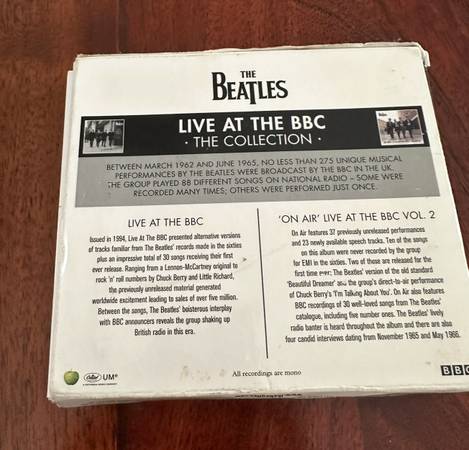 THE
BEATLES
LIVE AT THE BBC
· THE COLLECTION ·
BETWEEN MARCH 1962 AND JUNE 1965, NO LESS THAN 275 UNIQUE MUSICAL
PERFORMANCES BY THE BEATLES WERE BROADCAST BY THE BBC IN THE UK.
THE GROUP PLAYED 88 DIFFERENT SONGS ON NATIONAL RADIO – SOME WERE
RECORDED MANY TIMES; OTHERS WERE PERFORMED JUST ONCE.
LIVE AT THE BBC
Issued in 1994, Live At The BBC presented alternative versions
of tracks familiar from The Beatles' records made in the sixties
plus an impressive total of 30 songs receiving their first
ever release. Ranging from a Lennon-McCartney original to
rock 'n' roll numbers by Chuck Berry and Little Richard,
the previously unreleased material generated
worldwide excitement leading to sales of over five million.
Between the songs, The Beatles' boisterous interplay
with BBC announcers reveals the group shaking up
British radio in this era.
'ON AIR' LIVE AT THE BBC VOL. 2
On Air features 37 previously unreleased performances
and 23 newly available speech tracks. Ten of the songs
on this album were never recorded by the group
for EMI in the sixties. Two of these are released for the
first time ever: The Beatles' version of the old standard
'Beautiful Dreamer' and the group's direct-to-air performance
of Chuck Berry's 'I'm Talking About You'. On Air also features
BBC recordings of 30 well-loved songs from The Beatles'
catalogue, including five number ones. The Beatles' lively
radio banter is heard throughout the album and there are also
four candid interviews dating from November 1965 and May 1966.
Capitol
UMe
All recordings are mono
BBC